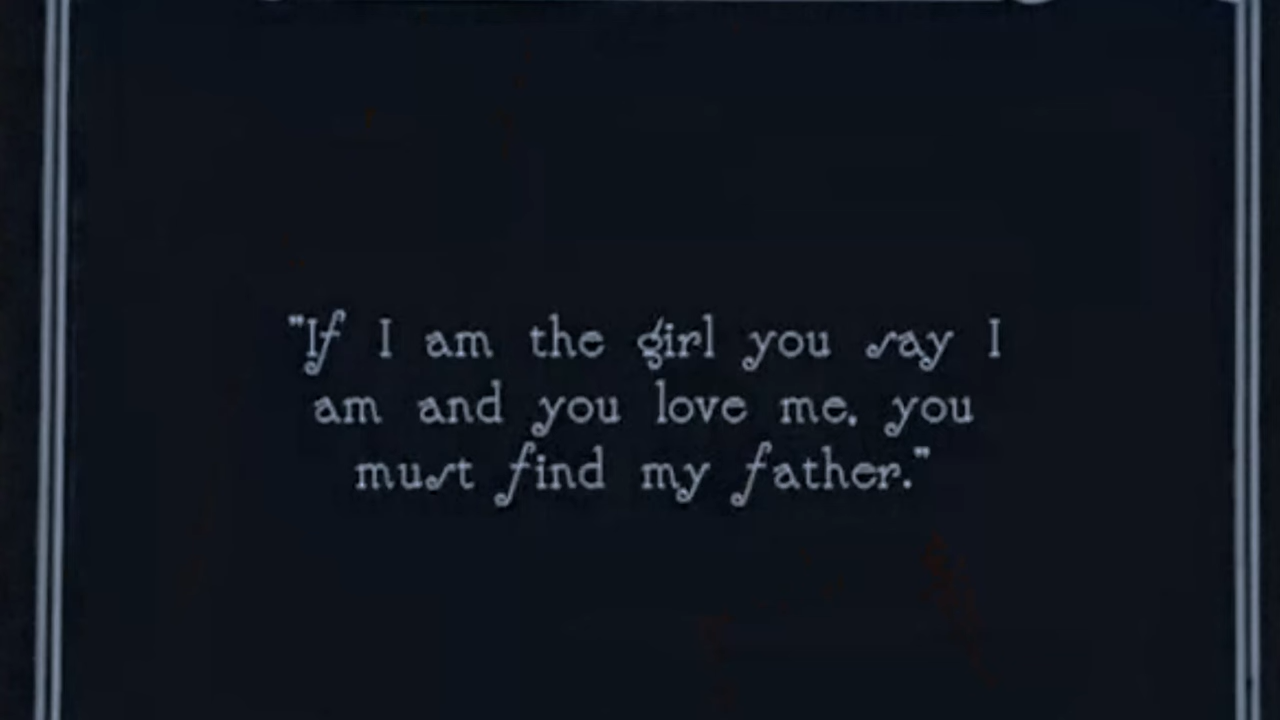 "If I am the girl you say I
am and you love me, you
must find my father."